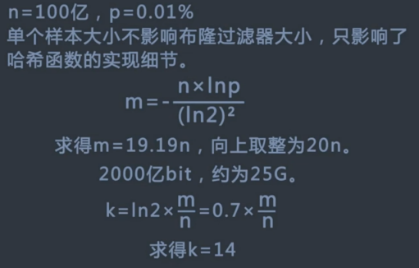 n=100亿，p=0.01%
单个样本大小不影响布隆过滤器大小，只影响了
哈希函数的实现细节。
m=-n×lnp/(ln2)²
求得m=19.19n，向上取整为20n。
2000亿bit，约为25G。
k=ln2×m/n=0.7×m/n
求得k=14